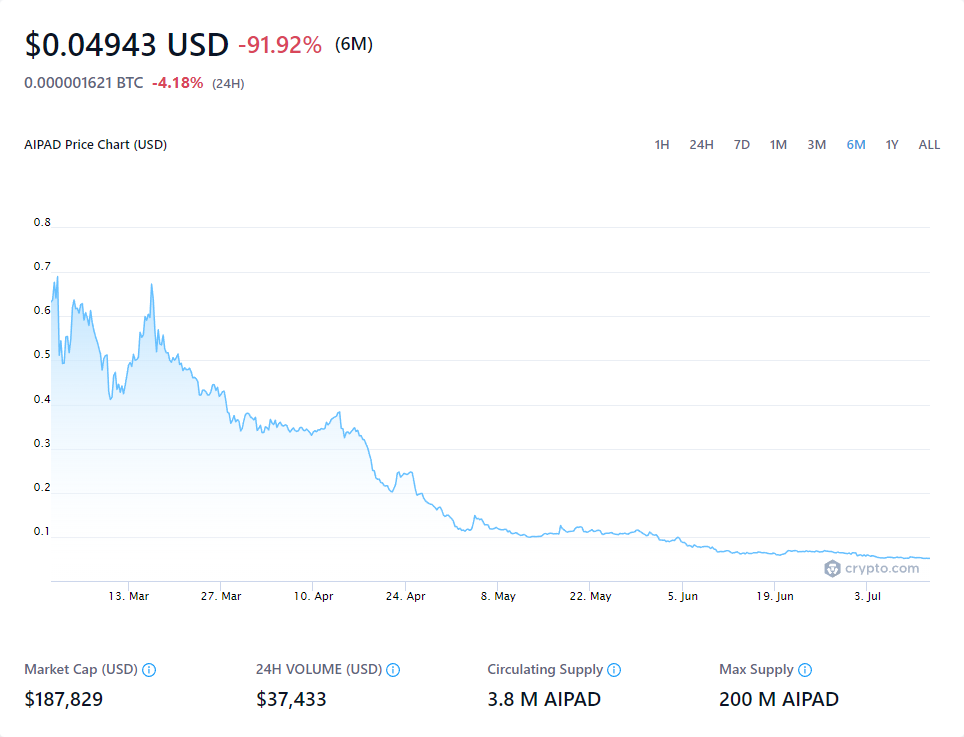 $0.04943 USD -91.92% (6M)
0.000001621 BTC -4.18% (24H)
AIPAD Price Chart (USD) 1H 24H 7D 1M 3M 6M 1Y ALL
0.8
0.7
0.6
0.5
0.4
0.3
0.2
0.1
crypto.com
13. Mar 27. Mar 10. Apr 24. Apr 8. May 22. May 5. Jun 19. Jun 3. Jul
Market Cap (USD) 24H VOLUME (USD) Circulating Supply Max Supply
$187,829 $37,433 3.8 M AIPAD 200 M AIPAD